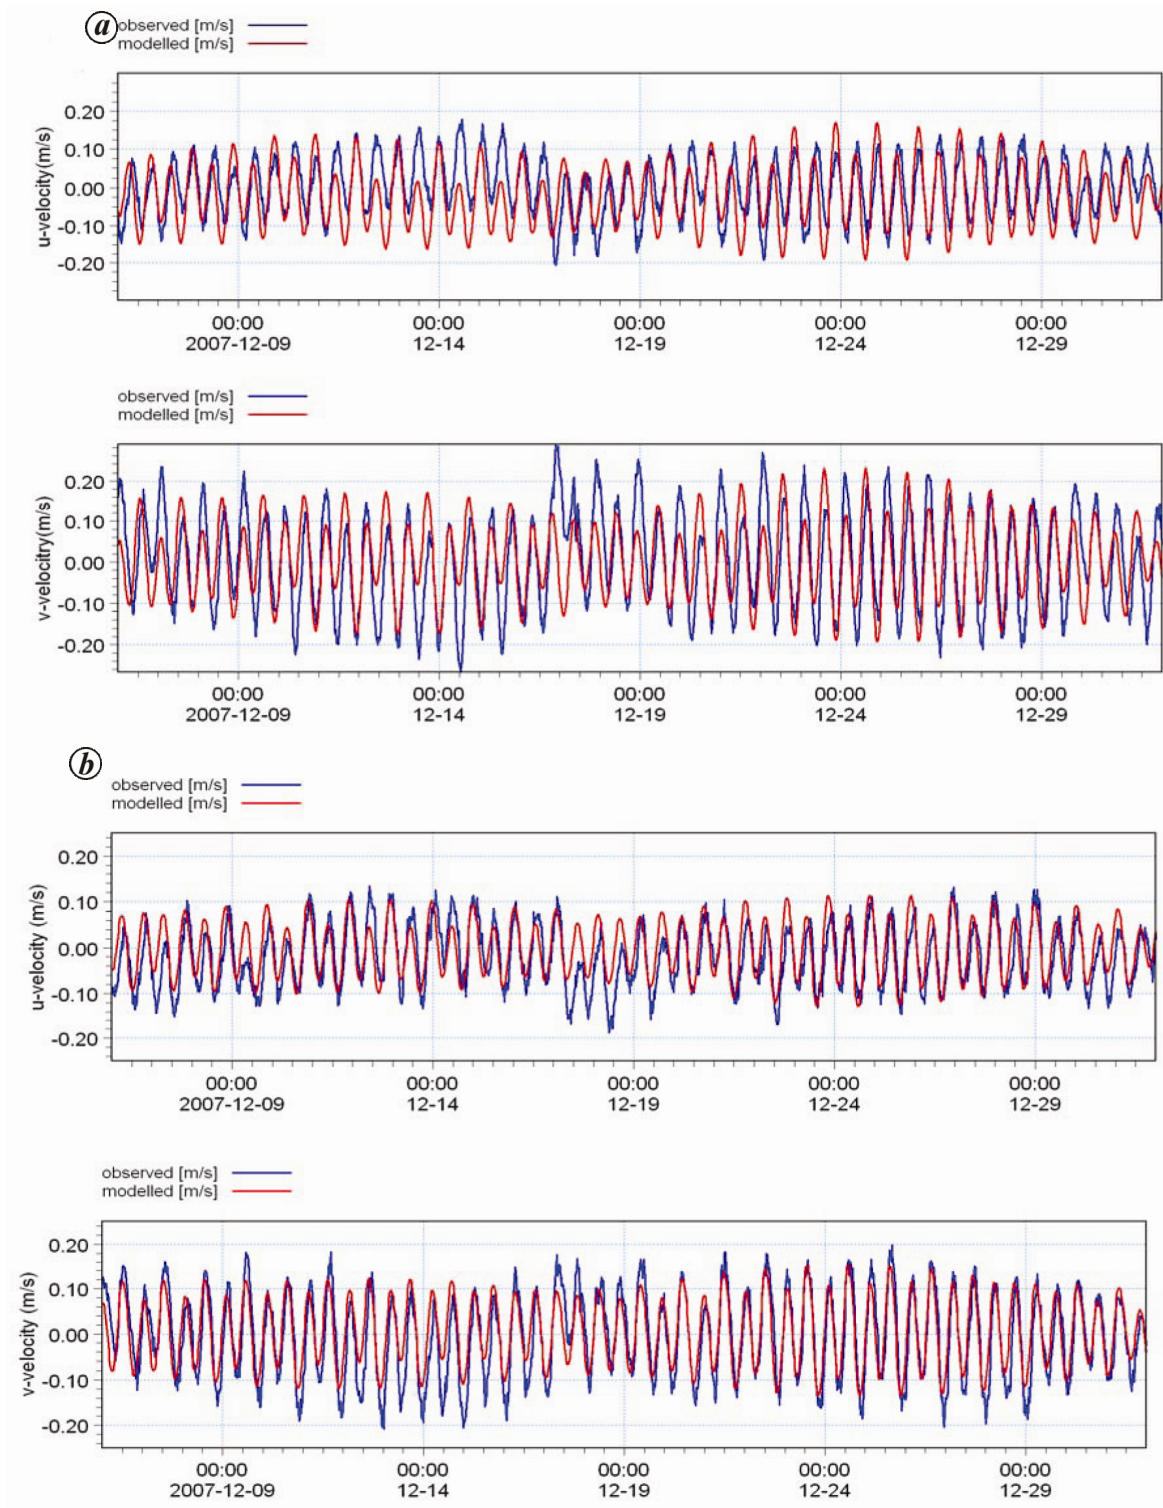 a
observed [m/s]
modelled [m/s]
u-velocity(m/s)
0.20
0.10
0.00
-0.10
-0.20
00:00 00:00 00:00 00:00 00:00
2007-12-09 12-14 12-19 12-24 12-29
observed [m/s]
modelled [m/s]
v-velocitry(m/s)
0.20
0.10
0.00
-0.10
-0.20
00:00 00:00 00:00 00:00 00:00
2007-12-09 12-14 12-19 12-24 12-29
b
observed [m/s]
modelled [m/s]
u-velocity (m/s)
0.20
0.10
0.00
-0.10
-0.20
00:00 00:00 00:00 00:00 00:00
2007-12-09 12-14 12-19 12-24 12-29
observed [m/s]
modelled [m/s]
v-velocity (m/s)
0.20
0.10
0.00
-0.10
-0.20
00:00 00:00 00:00 00:00 00:00
2007-12-09 12-14 12-19 12-24 12-29